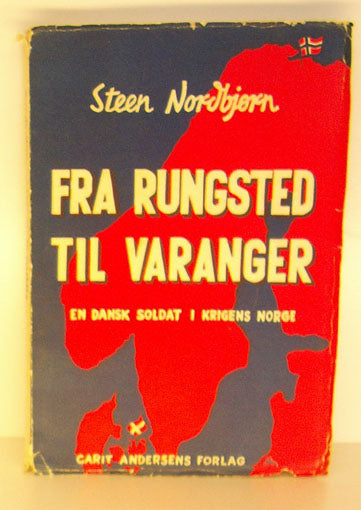 Steen Nordbjørn
FRA RUNGSTED
TIL VARANGER
EN DANSK SOLDAT I KRIGENS NORGE
CARIT ANDERSENS FORLAG